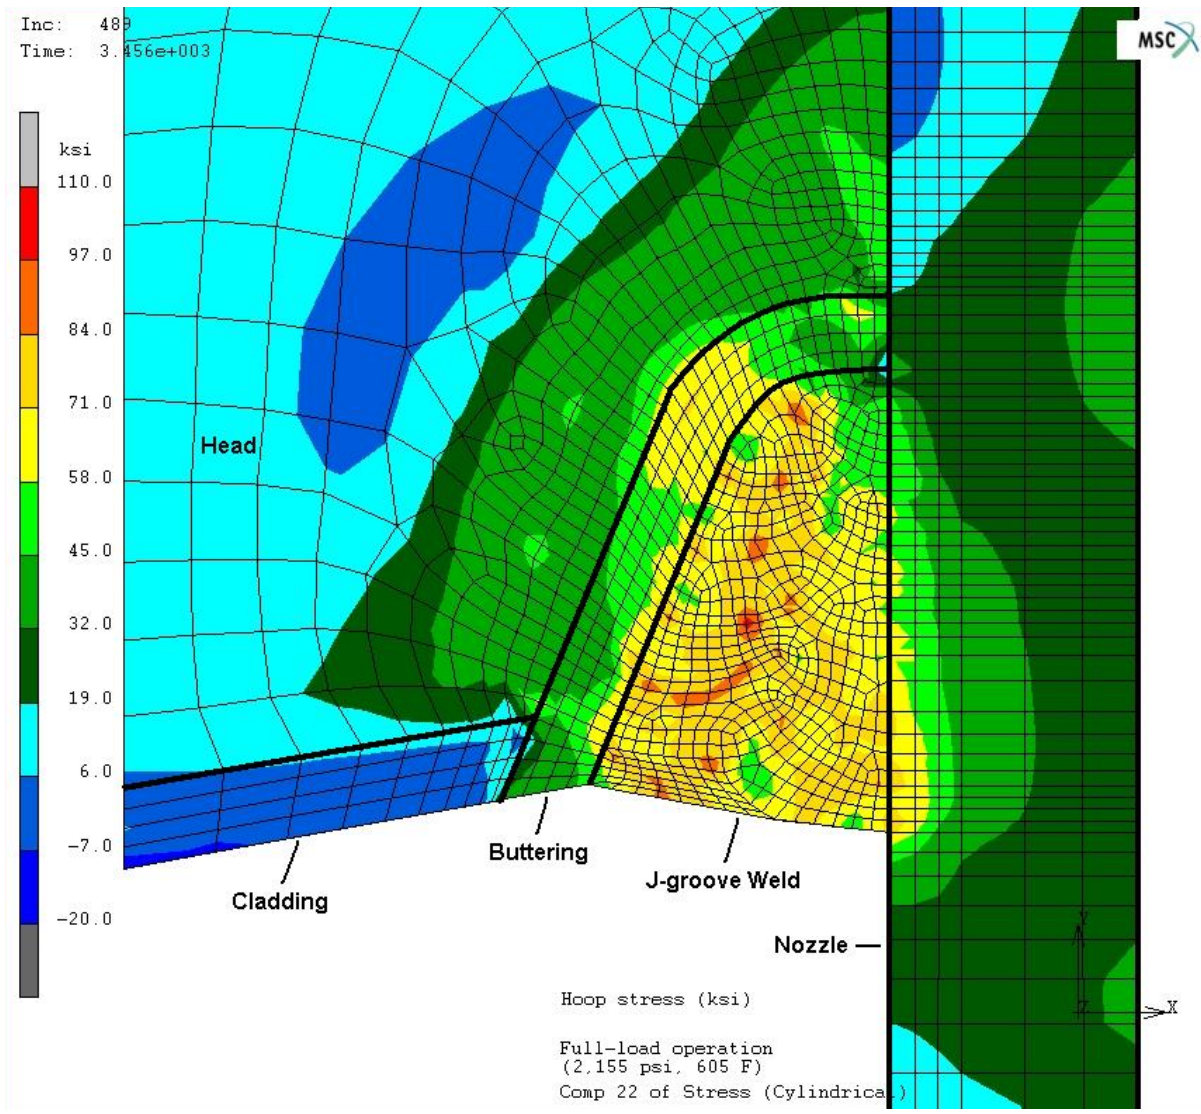 Inc: 489
Time: 3.456e+003
MSC
ksi
110.0
97.0
84.0
71.0
58.0
45.0
32.0
19.0
6.0
-7.0
-20.0
Head
Buttering
J-groove Weld
Cladding
Nozzle
Y
Z
X
Hoop stress (ksi)
Full-load operation
(2,155 psi, 605 F)
Comp 22 of Stress (Cylindrical)